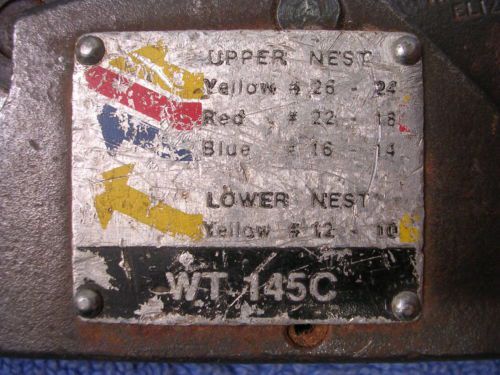 UPPER NEST
Yellow # 26 - 24
Red # 22 - 18
Blue # 16 - 14
LOWER NEST
Yellow # 12 - 10
WT 145C